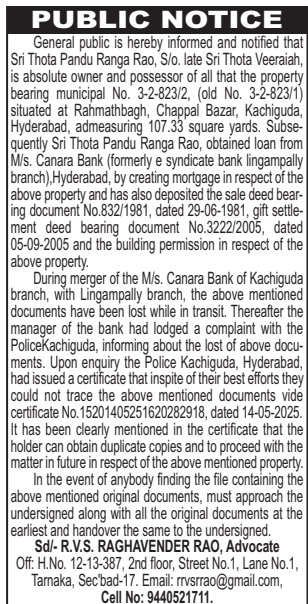 PUBLIC NOTICE
General public is hereby informed and notified that
Sri Thota Pandu Ranga Rao, S/o. late Sri Thota Veeraiah,
is absolute owner and possessor of all that the property
bearing municipal No. 3-2-823/2, (old No. 3-2-823/1)
situated at Rahmathbagh, Chappal Bazar, Kachiguda,
Hyderabad, admeasuring 107.33 square yards. Subse-
quently Sri Thota Pandu Ranga Rao, obtained loan from
M/s. Canara Bank (formerly e syndicate bank lingampally
branch),Hyderabad, by creating mortgage in respect of the
above property and has also deposited the sale deed bear-
ing document No.832/1981, dated 29-06-1981, gift settle-
ment deed bearing document No.3222/2005, dated
05-09-2005 and the building permission in respect of the
above property.
During merger of the M/s. Canara Bank of Kachiguda
branch, with Lingampally branch, the above mentioned
documents have been lost while in transit. Thereafter the
manager of the bank had lodged a complaint with the
PoliceKachiguda, informing about the lost of above docu-
ments. Upon enquiry the Police Kachiguda, Hyderabad,
had issued a certificate that inspite of their best efforts they
could not trace the above mentioned documents vide
certificate No.15201405251620282918, dated 14-05-2025.
It has been clearly mentioned in the certificate that the
holder can obtain duplicate copies and to proceed with the
matter in future in respect of the above mentioned property.
In the event of anybody finding the file containing the
above mentioned original documents, must approach the
undersigned along with all the original documents at the
earliest and handover the same to the undersigned.
Sd/- R.V.S. RAGHAVENDER RAO, Advocate
Off: H.No. 12-13-387, 2nd floor, Street No.1, Lane No.1,
Tarnaka, Sec'bad-17. Email: rrvsrrao@gmail.com,
Cell No: 9440521711.